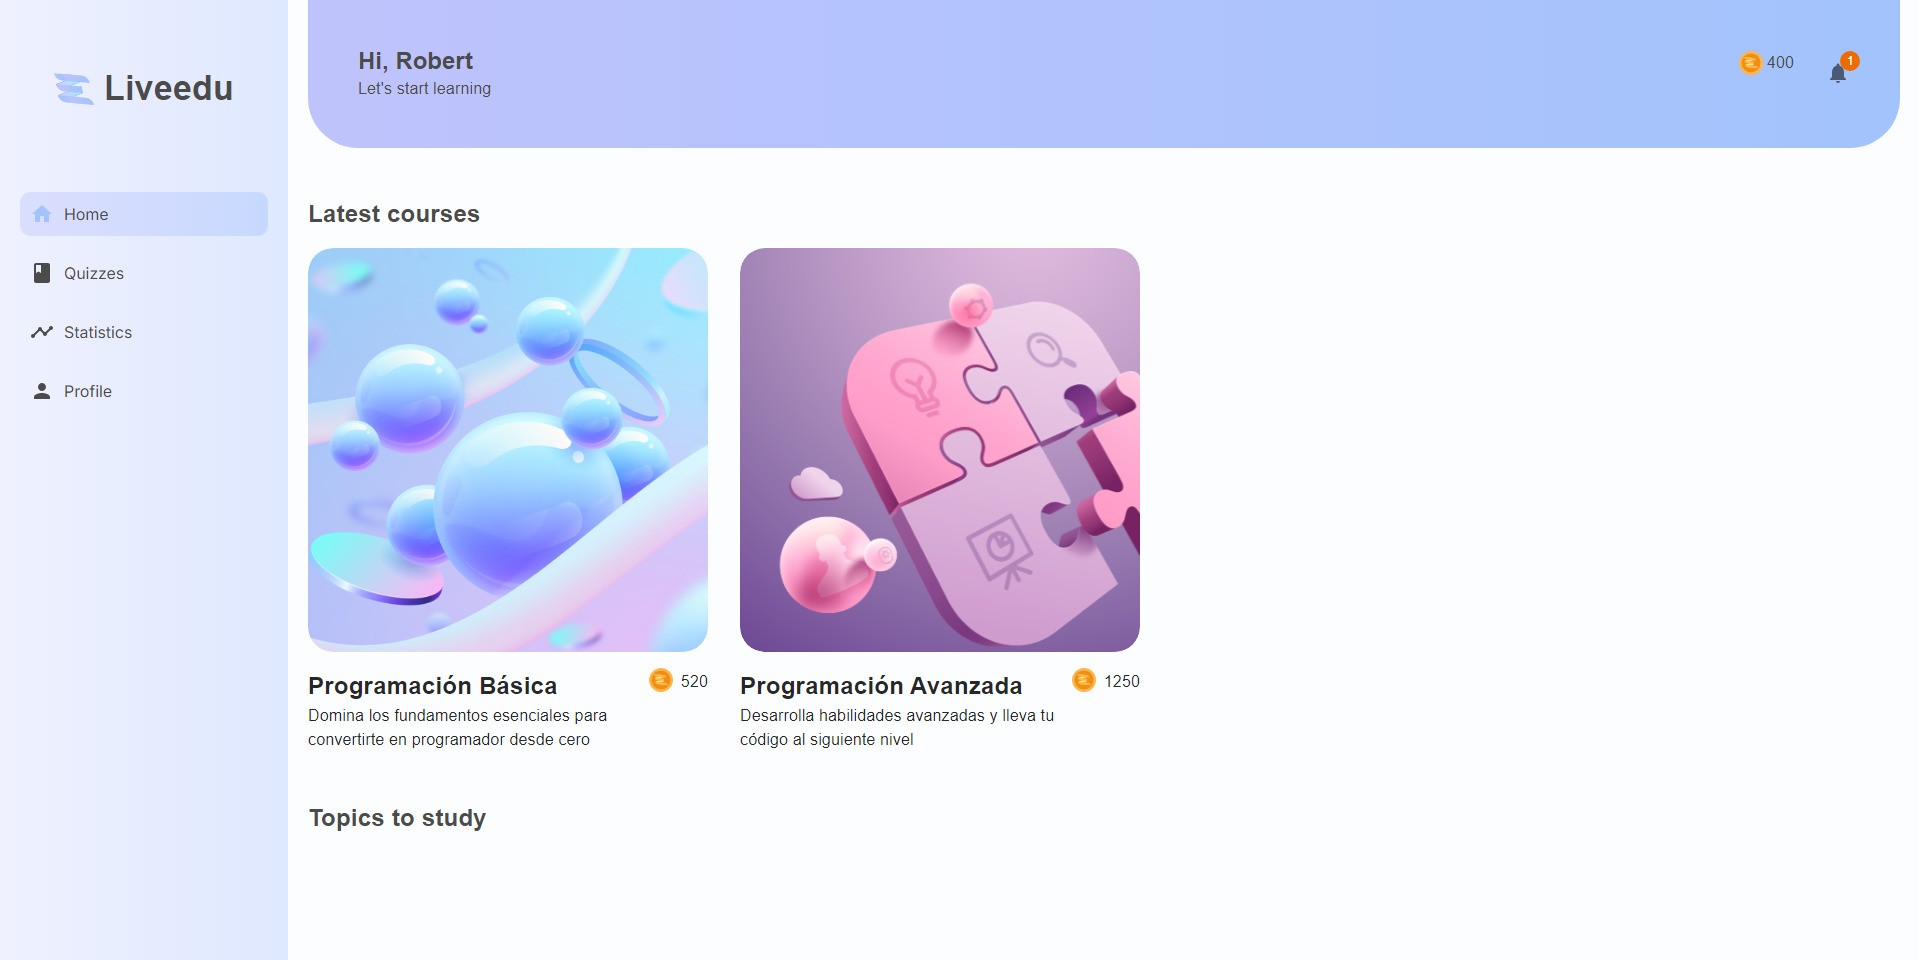 Liveedu
Home
Quizzes
Statistics
Profile
Hi, Robert
Let's start learning
400
1
Latest courses
Programación Básica
520
Domina los fundamentos esenciales para
convertirte en programador desde cero
Programación Avanzada
1250
Desarrolla habilidades avanzadas y lleva tu
código al siguiente nivel
Topics to study